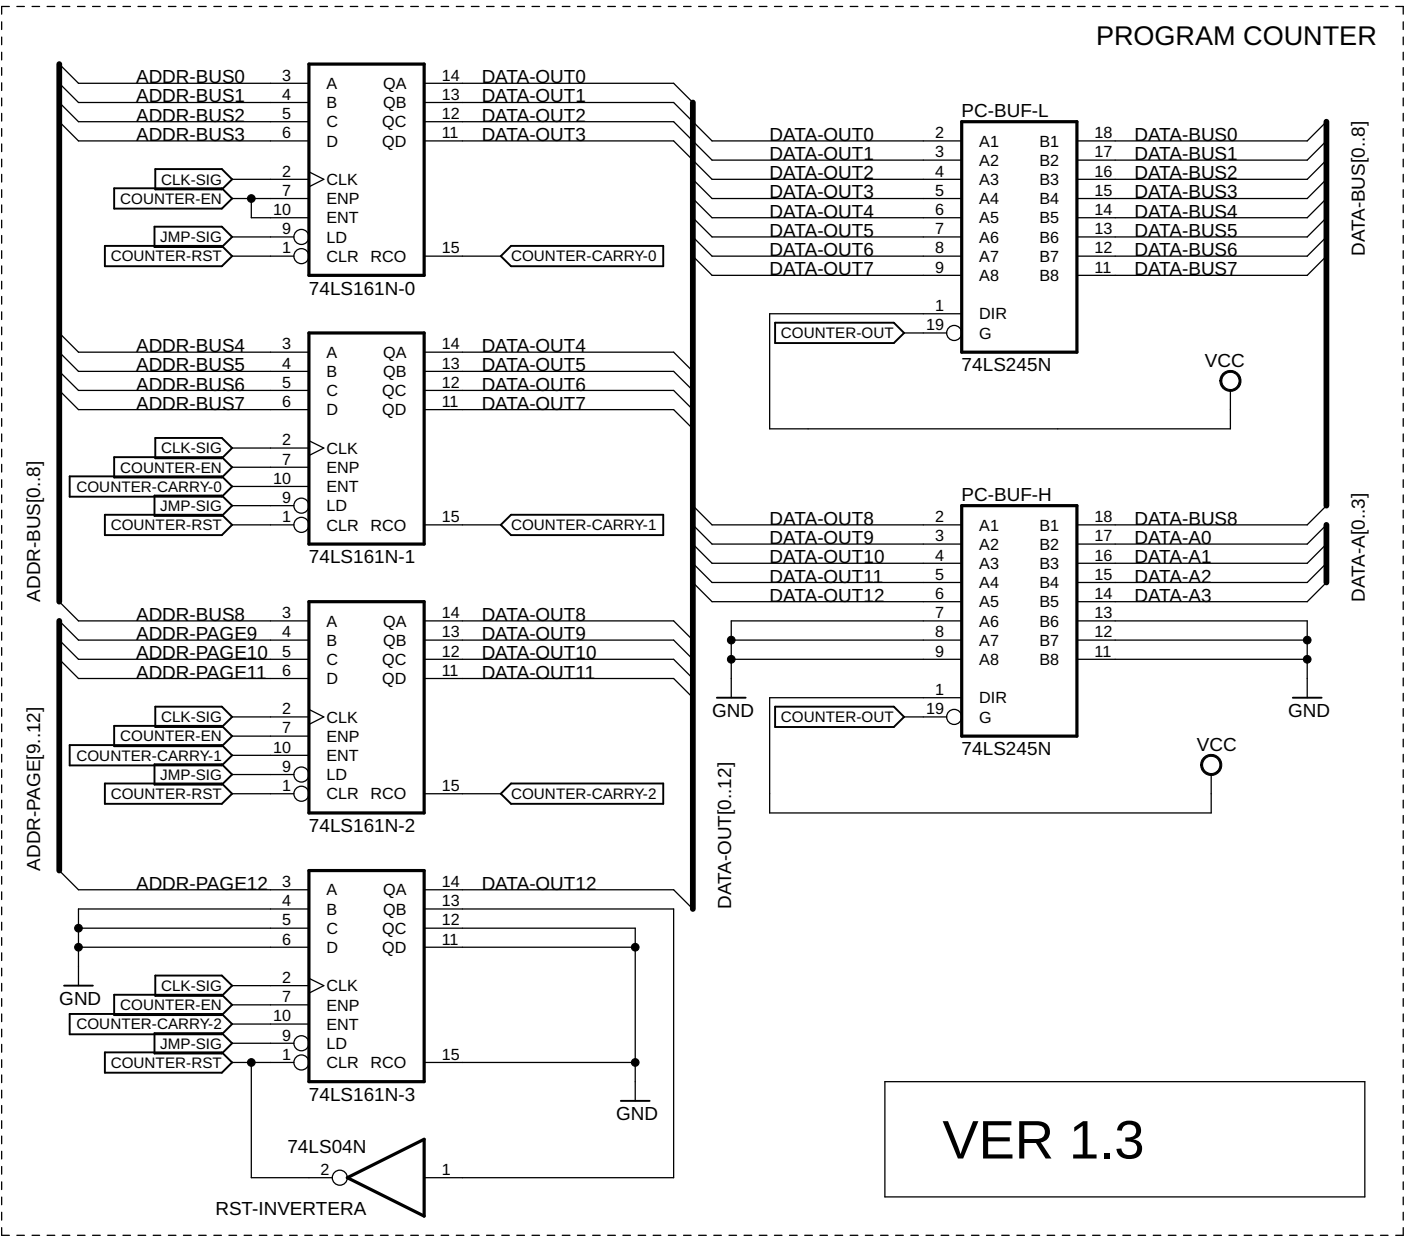 PROGRAM COUNTER
ADDR-BUS0 3 A QA 14 DATA-OUT0
ADDR-BUS1 4 B QB 13 DATA-OUT1
ADDR-BUS2 5 C QC 12 DATA-OUT2
ADDR-BUS3 6 D QD 11 DATA-OUT3
CLK-SIG 2 CLK
COUNTER-EN 7 ENP
10 ENT
JMP-SIG 9 LD
COUNTER-RST 1 CLR RCO 15 COUNTER-CARRY-0
74LS161N-0
ADDR-BUS4 3 A QA 14 DATA-OUT4
ADDR-BUS5 4 B QB 13 DATA-OUT5
ADDR-BUS6 5 C QC 12 DATA-OUT6
ADDR-BUS7 6 D QD 11 DATA-OUT7
CLK-SIG 2 CLK
COUNTER-EN 7 ENP
COUNTER-CARRY-0 10 ENT
JMP-SIG 9 LD
COUNTER-RST 1 CLR RCO 15 COUNTER-CARRY-1
74LS161N-1
ADDR-BUS[0..8]
ADDR-BUS8 3 A QA 14 DATA-OUT8
ADDR-PAGE9 4 B QB 13 DATA-OUT9
ADDR-PAGE10 5 C QC 12 DATA-OUT10
ADDR-PAGE11 6 D QD 11 DATA-OUT11
CLK-SIG 2 CLK
COUNTER-EN 7 ENP
COUNTER-CARRY-1 10 ENT
JMP-SIG 9 LD
COUNTER-RST 1 CLR RCO 15 COUNTER-CARRY-2
74LS161N-2
ADDR-PAGE[9..12]
ADDR-PAGE12 3 A QA 14 DATA-OUT12
4 B QB 13
5 C QC 12
6 D QD 11
GND
CLK-SIG 2 CLK
COUNTER-EN 7 ENP
COUNTER-CARRY-2 10 ENT
JMP-SIG 9 LD
COUNTER-RST 1 CLR RCO 15
74LS161N-3
GND
74LS04N
2 1
RST-INVERTERA
DATA-OUT[0..12]
PC-BUF-L
DATA-OUT0 2 A1 B1 18 DATA-BUS0
DATA-OUT1 3 A2 B2 17 DATA-BUS1
DATA-OUT2 4 A3 B3 16 DATA-BUS2
DATA-OUT3 5 A4 B4 15 DATA-BUS3
DATA-OUT4 6 A5 B5 14 DATA-BUS4
DATA-OUT5 7 A6 B6 13 DATA-BUS5
DATA-OUT6 8 A7 B7 12 DATA-BUS6
DATA-OUT7 9 A8 B8 11 DATA-BUS7
1 DIR
COUNTER-OUT 19 G
74LS245N
VCC
DATA-BUS[0..8]
PC-BUF-H
DATA-OUT8 2 A1 B1 18 DATA-BUS8
DATA-OUT9 3 A2 B2 17 DATA-A0
DATA-OUT10 4 A3 B3 16 DATA-A1
DATA-OUT11 5 A4 B4 15 DATA-A2
DATA-OUT12 6 A5 B5 14 DATA-A3
7 A6 B6 13
8 A7 B7 12
9 A8 B8 11
GND
GND
1 DIR
COUNTER-OUT 19 G
74LS245N
VCC
DATA-A[0..3]
VER 1.3